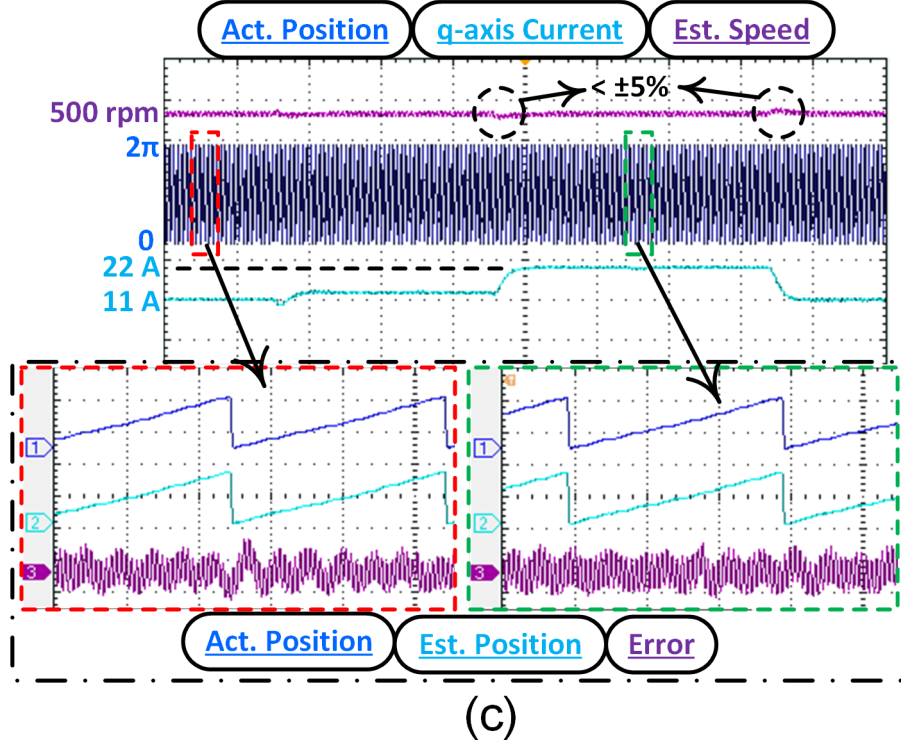 Act. Position q-axis Current Est. Speed
500 rpm < ±5%
2π
0
22 A
11 A
1 1
2 2
3 3
Act. Position Est. Position Error
(c)